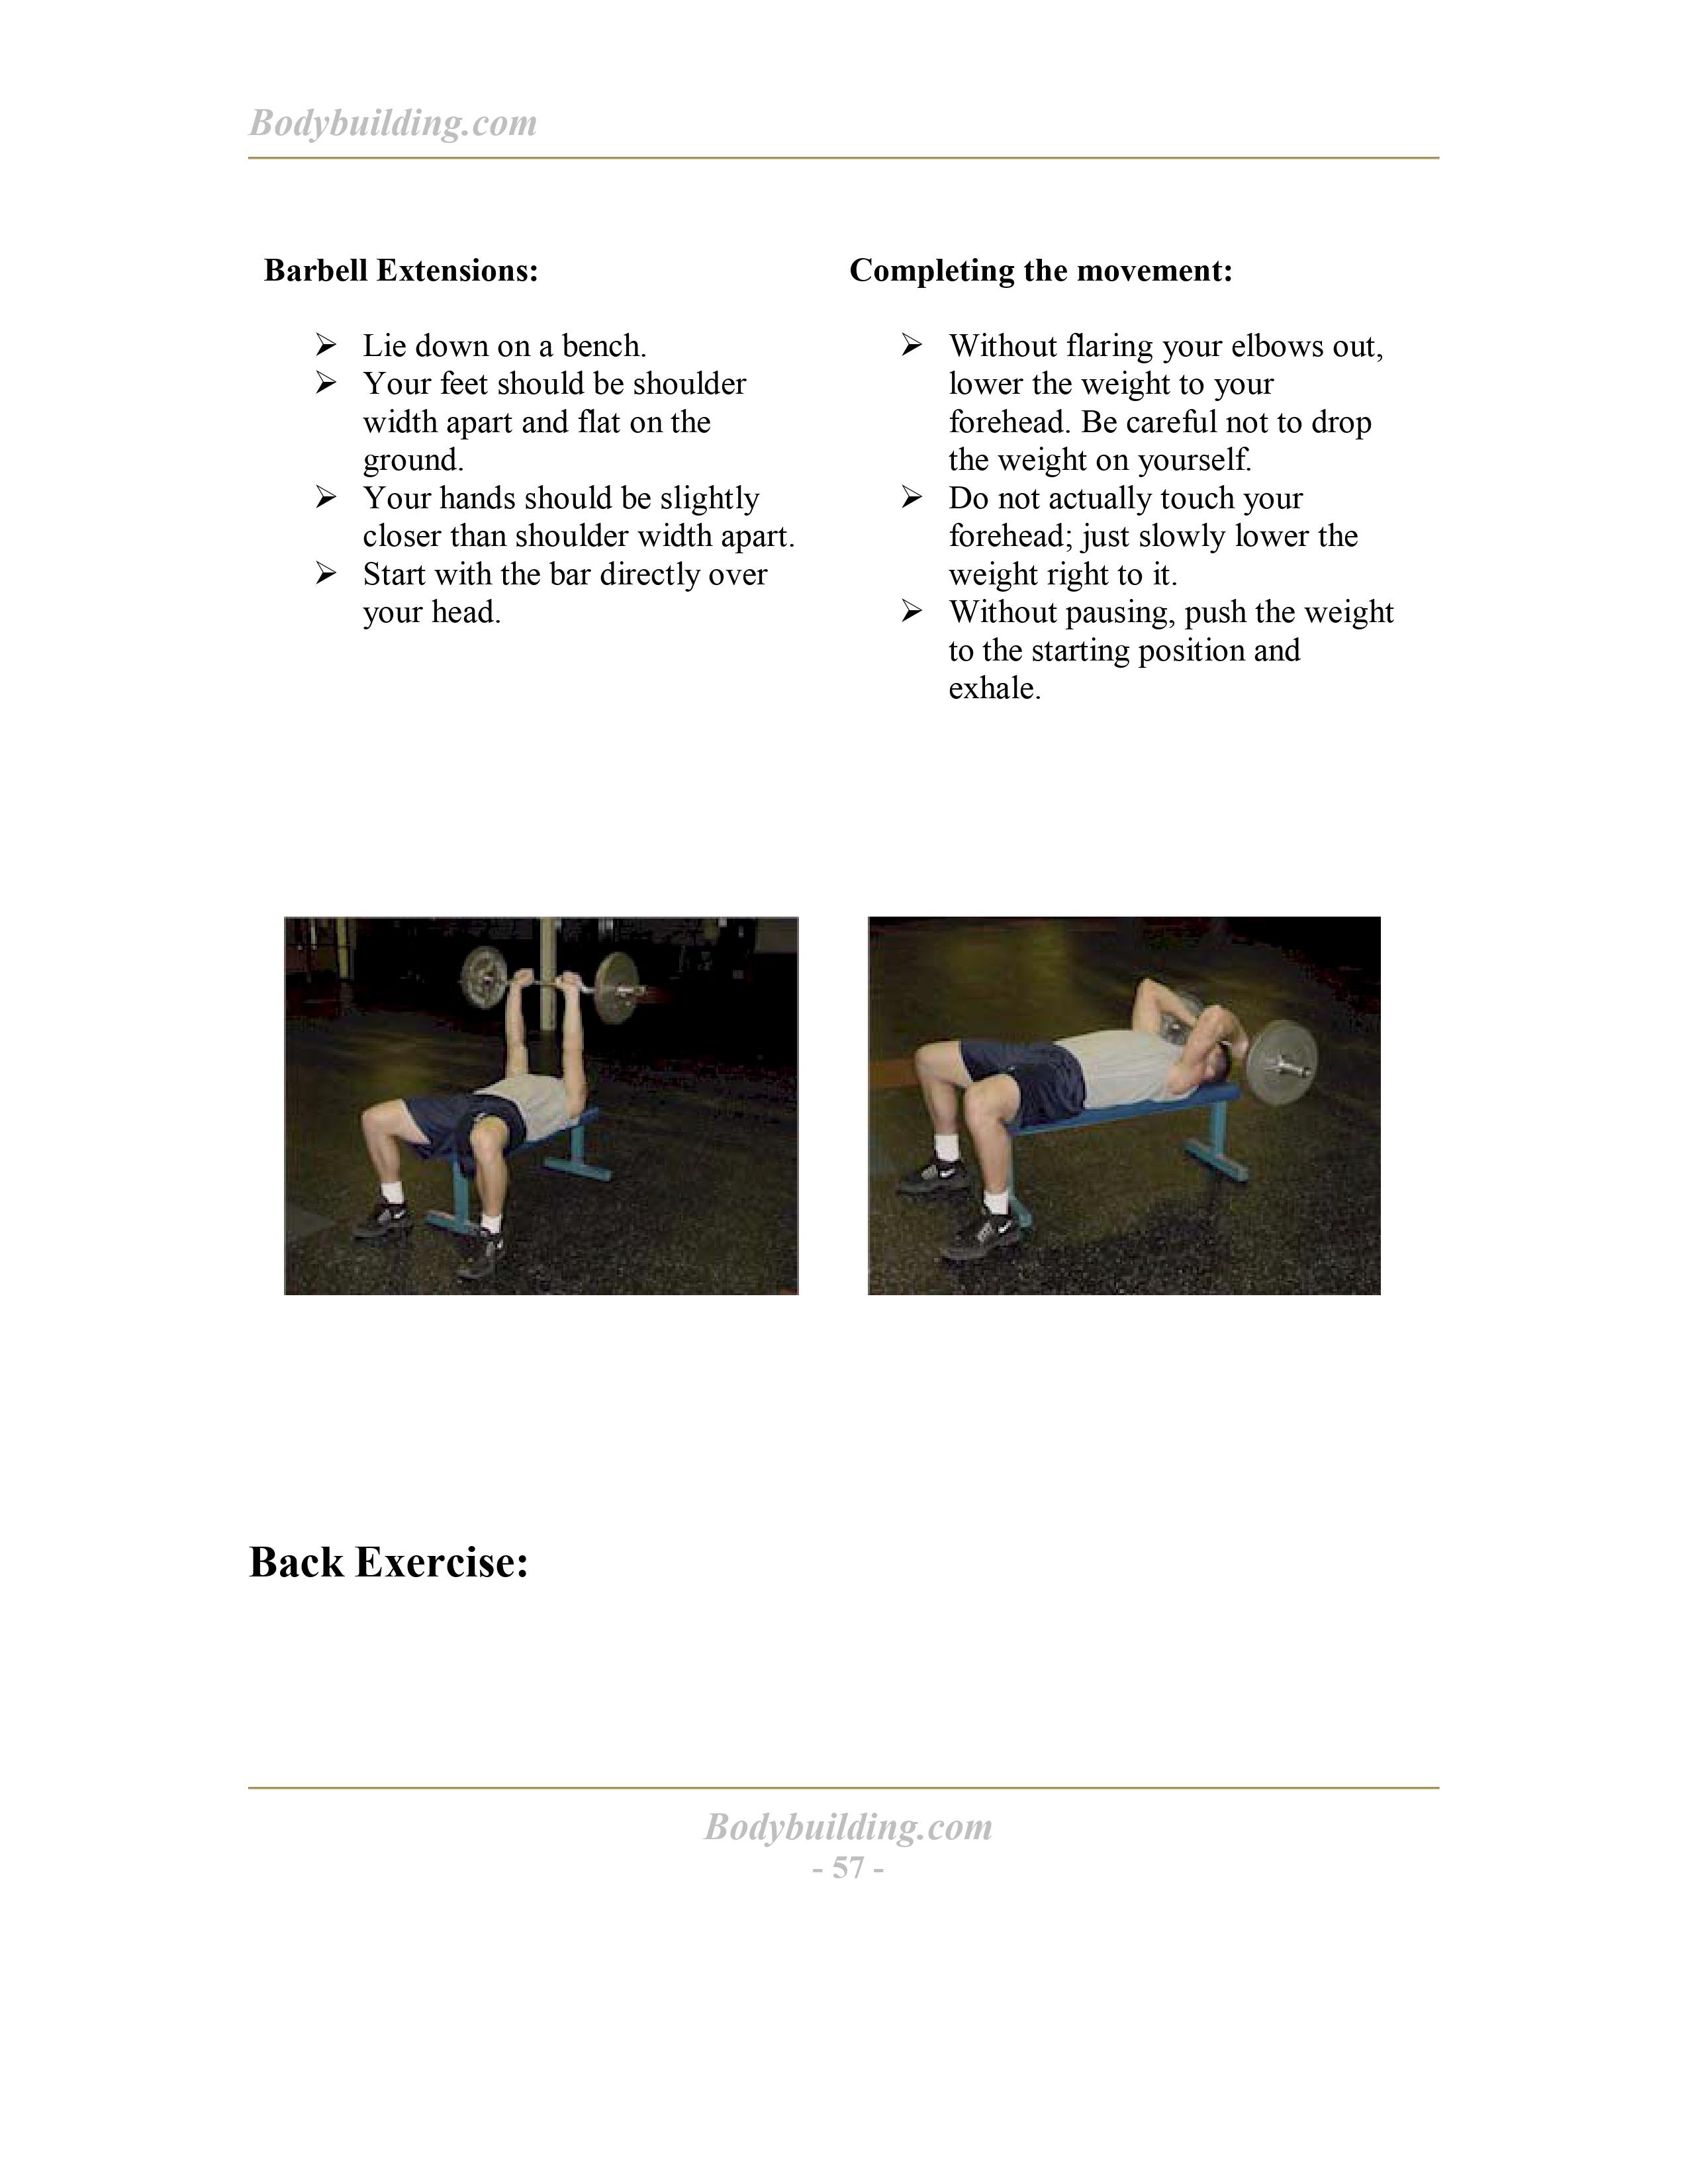 Bodybuilding.com
Barbell Extensions:
➢ Lie down on a bench.
➢ Your feet should be shoulder
width apart and flat on the
ground.
➢ Your hands should be slightly
closer than shoulder width apart.
➢ Start with the bar directly over
your head.
Completing the movement:
➢ Without flaring your elbows out,
lower the weight to your
forehead. Be careful not to drop
the weight on yourself.
➢ Do not actually touch your
forehead; just slowly lower the
weight right to it.
➢ Without pausing, push the weight
to the starting position and
exhale.
Back Exercise:
Bodybuilding.com
- 57 -